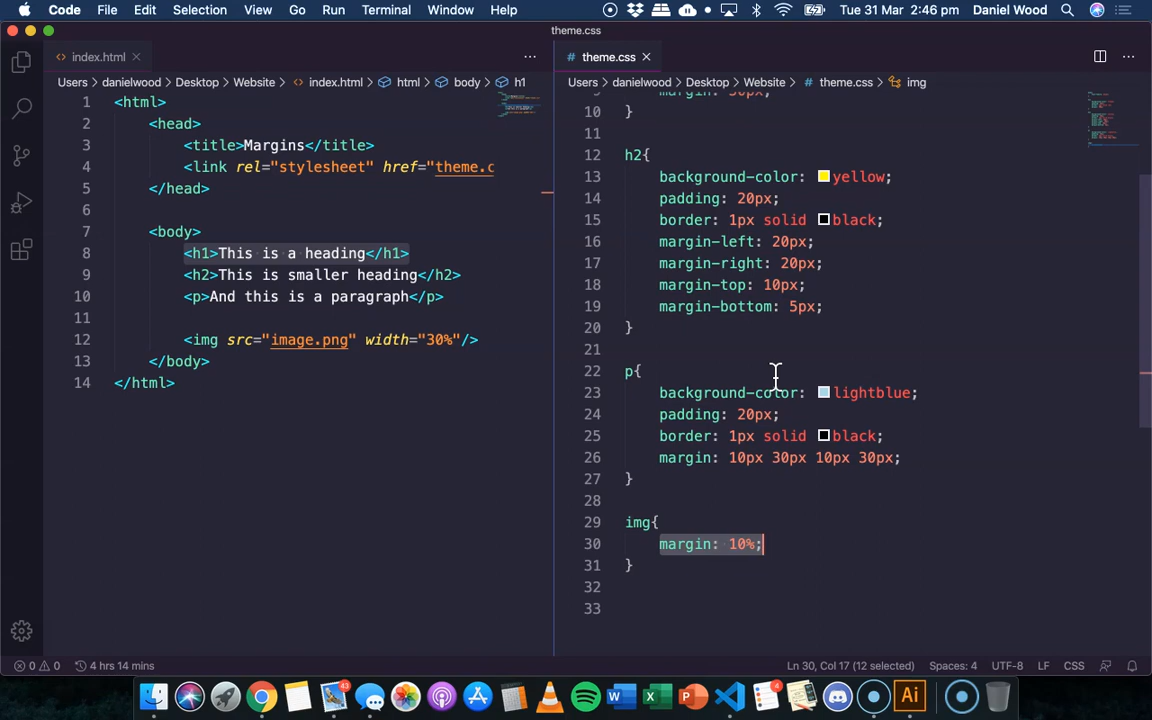 Code File Edit Selection View Go Run Terminal Window Help Tue 31 Mar 2:46 pm Daniel Wood
theme.css
index.html
Users > danielwood > Desktop > Website > index.html > html > body > h1
1 <html>
2 <head>
3 <title>Margins</title>
4 <link rel="stylesheet" href="theme.c
5 </head>
6
7 <body>
8 <h1>This is a heading</h1>
9 <h2>This is smaller heading</h2>
10 <p>And this is a paragraph</p>
11
12 <img src="image.png" width="30%"/>
13 </body>
14 </html>
# theme.css
Users > danielwood > Desktop > Website > # theme.css > img
10 }
11
12 h2{
13 background-color: yellow;
14 padding: 20px;
15 border: 1px solid black;
16 margin-left: 20px;
17 margin-right: 20px;
18 margin-top: 10px;
19 margin-bottom: 5px;
20 }
21
22 p{
23 background-color: lightblue;
24 padding: 20px;
25 border: 1px solid black;
26 margin: 10px 30px 10px 30px;
27 }
28
29 img{
30 margin: 10%;
31 }
32
33
0 0 4 hrs 14 mins Ln 30, Col 17 (12 selected) Spaces: 4 UTF-8 LF CSS
43 4 Ai